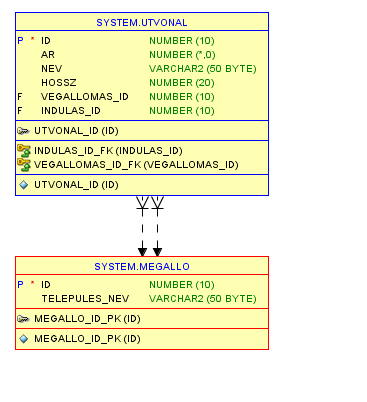 SYSTEM.UTVONAL
P * ID NUMBER (10)
AR NUMBER (*,0)
NEV VARCHAR2 (50 BYTE)
HOSSZ NUMBER (20)
F VEGALLOMAS_ID NUMBER (10)
F INDULAS_ID NUMBER (10)
UTVONAL_ID (ID)
INDULAS_ID_FK (INDULAS_ID)
VEGALLOMAS_ID_FK (VEGALLOMAS_ID)
UTVONAL_ID (ID)
SYSTEM.MEGALLO
P * ID NUMBER (10)
TELEPULES_NEV VARCHAR2 (50 BYTE)
MEGALLO_ID_PK (ID)
MEGALLO_ID_PK (ID)